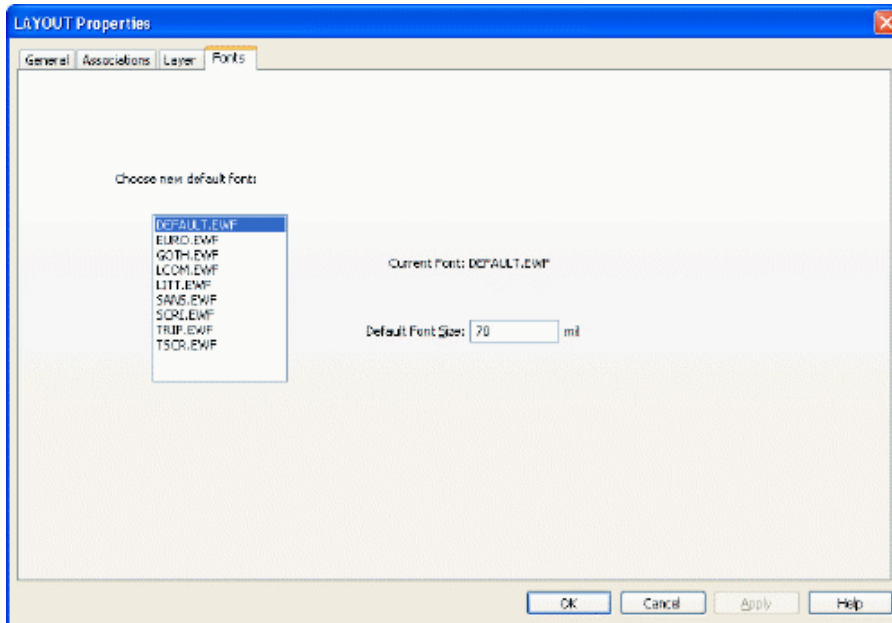 LAYOUT Properties
General Associations Layer Fonts
Choose new default font:
DEFAULT.EWF
EURO.EWF
GOTH.EWF
LCOM.EWF
LITT.EWF
SANS.EWF
SCRI.EWF
TRIP.EWF
TSCR.EWF
Current Font: DEFAULT.EWF
Default Font Size: 70 mil
OK Cancel Apply Help